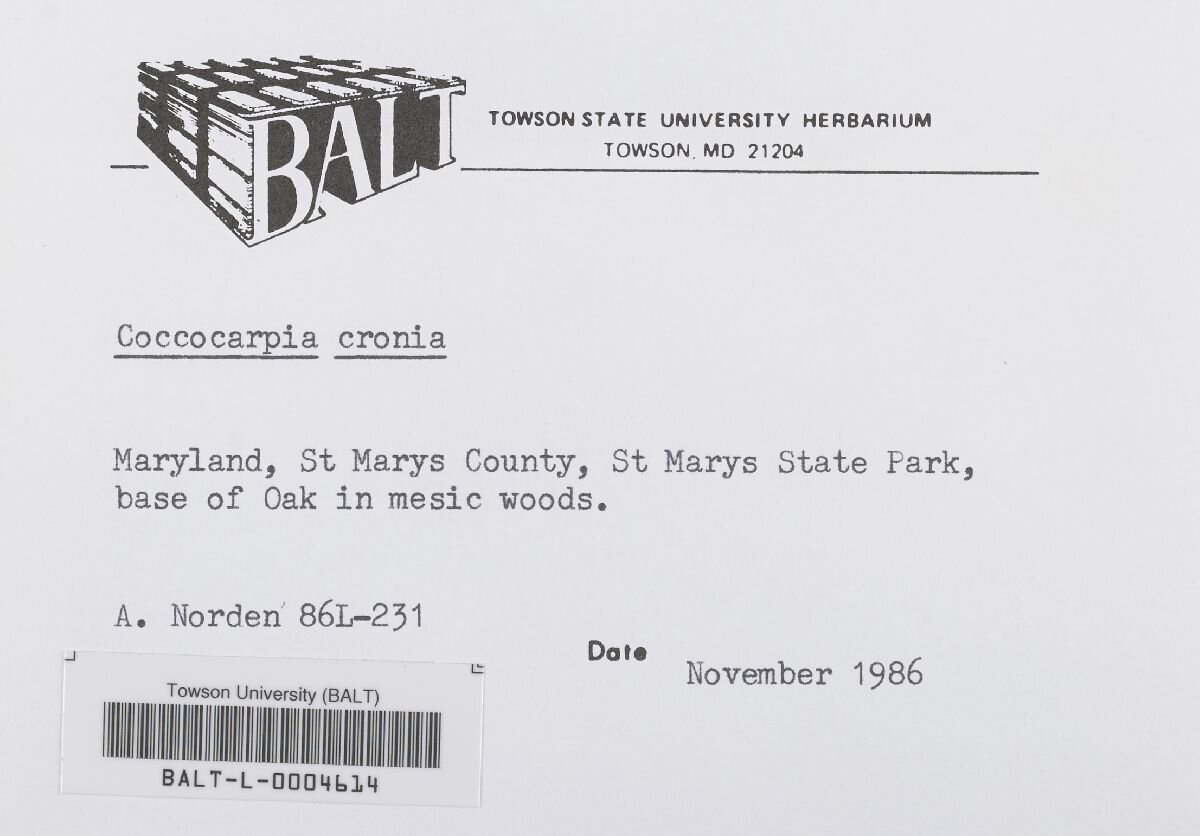 BALT
TOWSON STATE UNIVERSITY HERBARIUM
TOWSON, MD 21204
Coccocarpia cronia
Maryland, St Marys County, St Marys State Park,
base of Oak in mesic woods.
A. Norden 86L-231
Date November 1986
Towson University (BALT)
BALT-L-0004614